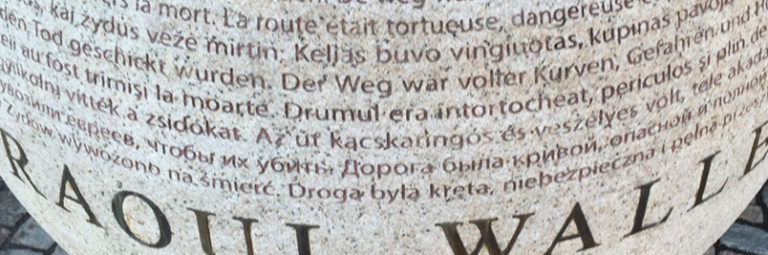 la mort. La route était tortueuse, dangereuse
kai žydus vežė mirtin. Kelias buvo vingiuotas, kupinas pavojų
den Tod geschickt wurden. Der Weg war voller Kurven, Gefahren und
au fost trimiși la moarte. Drumul era întortocheat, periculos și plin de
vitték a zsidókat. Az út kacskaringós és veszélyes volt, tele
евреев, чтобы их убить. Дорога была кривой, опасной и полной
Żydów wywożono na śmierć. Droga była kręta, niebezpieczna i pełna
RAOUL WALLE